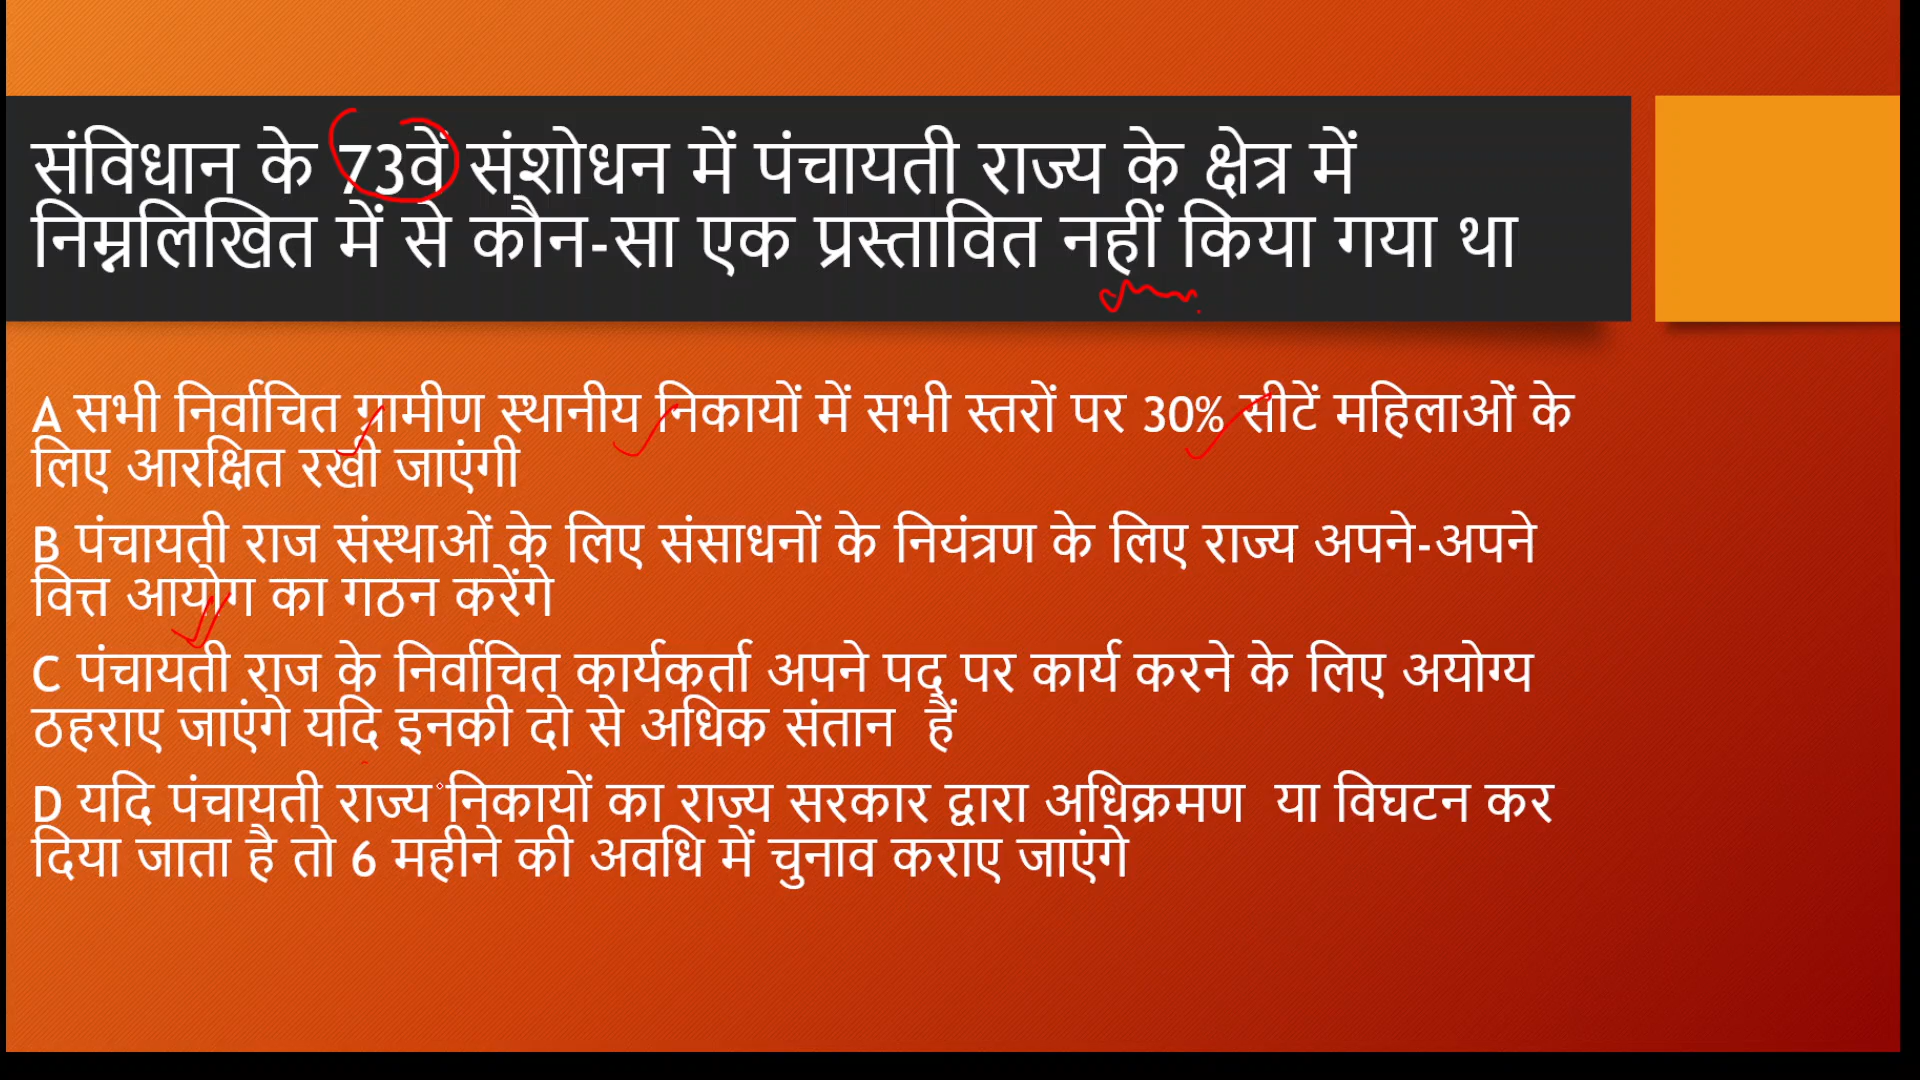 संविधान के 73वें संशोधन में पंचायती राज्य के क्षेत्र में
निम्नलिखित में से कौन-सा एक प्रस्तावित नहीं किया गया था
A सभी निर्वाचित ग्रामीण स्थानीय निकायों में सभी स्तरों पर 30% सीटें महिलाओं के
लिए आरक्षित रखी जाएंगी
B पंचायती राज संस्थाओं के लिए संसाधनों के नियंत्रण के लिए राज्य अपने-अपने
वित्त आयोग का गठन करेंगे
C पंचायती राज के निर्वाचित कार्यकर्ता अपने पद पर कार्य करने के लिए अयोग्य
ठहराए जाएंगे यदि इनकी दो से अधिक संतान हैं
D यदि पंचायती राज्य निकायों का राज्य सरकार द्वारा अधिक्रमण या विघटन कर
दिया जाता है तो 6 महीने की अवधि में चुनाव कराए जाएंगे